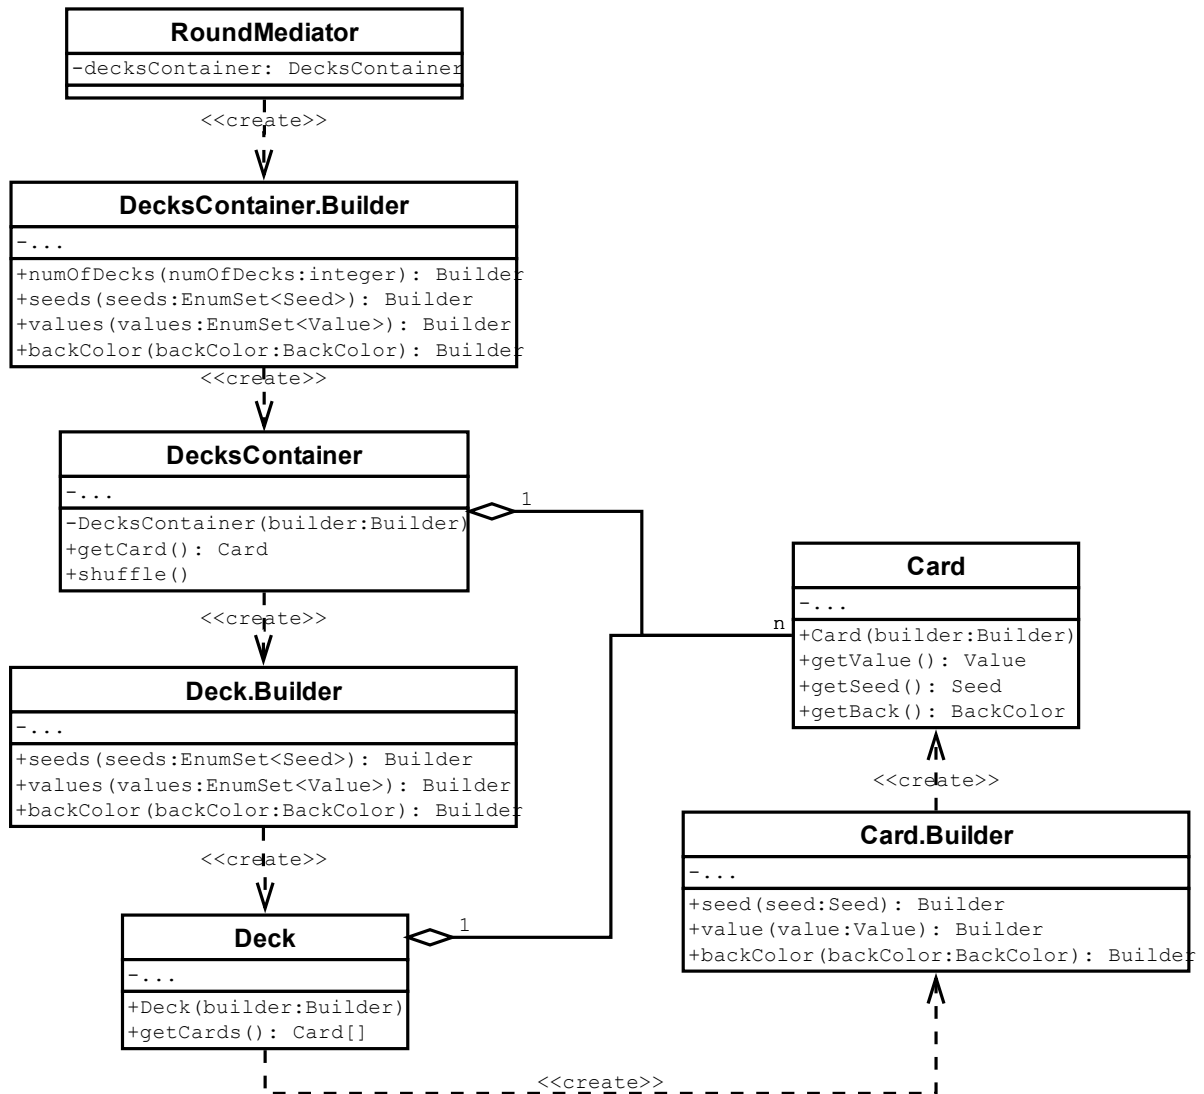 RoundMediator
-decksContainer: DecksContainer
<<create>>
DecksContainer.Builder
-...
+numOfDecks(numOfDecks:integer): Builder
+seeds(seeds:EnumSet<Seed>): Builder
+values(values:EnumSet<Value>): Builder
+backColor(backColor:BackColor): Builder
<<create>>
DecksContainer
-...
-DecksContainer(builder:Builder)
+getCard(): Card
+shuffle()
1
<<create>>
Deck.Builder
-...
+seeds(seeds:EnumSet<Seed>): Builder
+values(values:EnumSet<Value>): Builder
+backColor(backColor:BackColor): Builder
<<create>>
Deck
-...
+Deck(builder:Builder)
+getCards(): Card[]
1
n
Card
-...
+Card(builder:Builder)
+getValue(): Value
+getSeed(): Seed
+getBack(): BackColor
<<create>>
Card.Builder
-...
+seed(seed:Seed): Builder
+value(value:Value): Builder
+backColor(backColor:BackColor): Builder
<<create>>